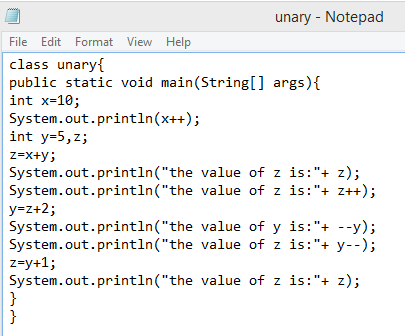 unary - Notepad
File Edit Format View Help
class unary{
public static void main(String[] args){
int x=10;
System.out.println(x++);
int y=5,z;
z=x+y;
System.out.println("the value of z is:"+ z);
System.out.println("the value of z is:"+ z++);
y=z+2;
System.out.println("the value of y is:"+ --y);
System.out.println("the value of z is:"+ y--);
z=y+1;
System.out.println("the value of z is:"+ z);
}
}